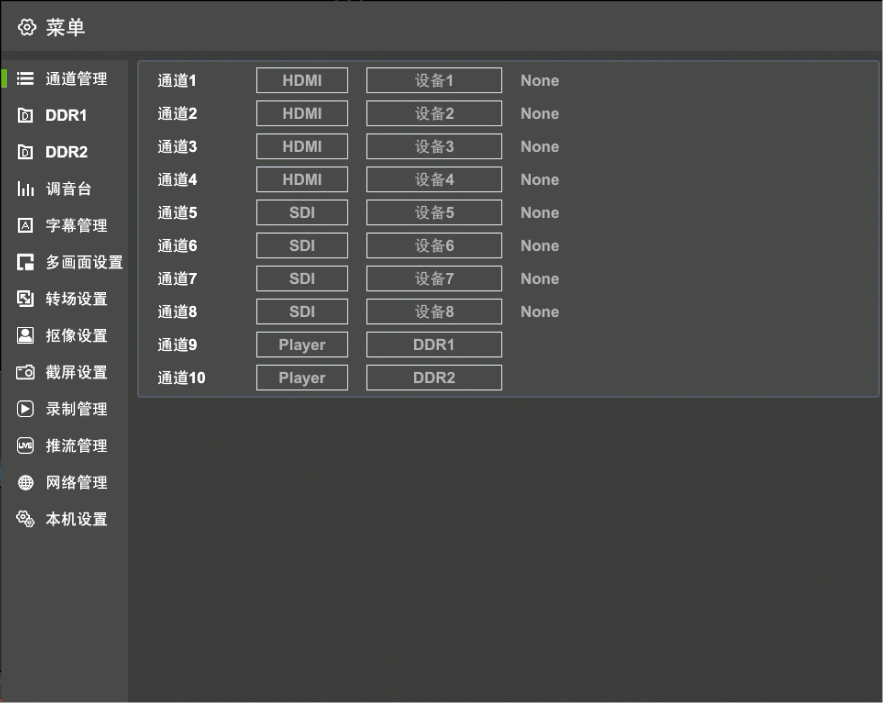 菜单
通道管理
DDR1
DDR2
调音台
字幕管理
多画面设置
转场设置
抠像设置
截屏设置
录制管理
推流管理
网络管理
本机设置
通道1 HDMI 设备1 None
通道2 HDMI 设备2 None
通道3 HDMI 设备3 None
通道4 HDMI 设备4 None
通道5 SDI 设备5 None
通道6 SDI 设备6 None
通道7 SDI 设备7 None
通道8 SDI 设备8 None
通道9 Player DDR1
通道10 Player DDR2